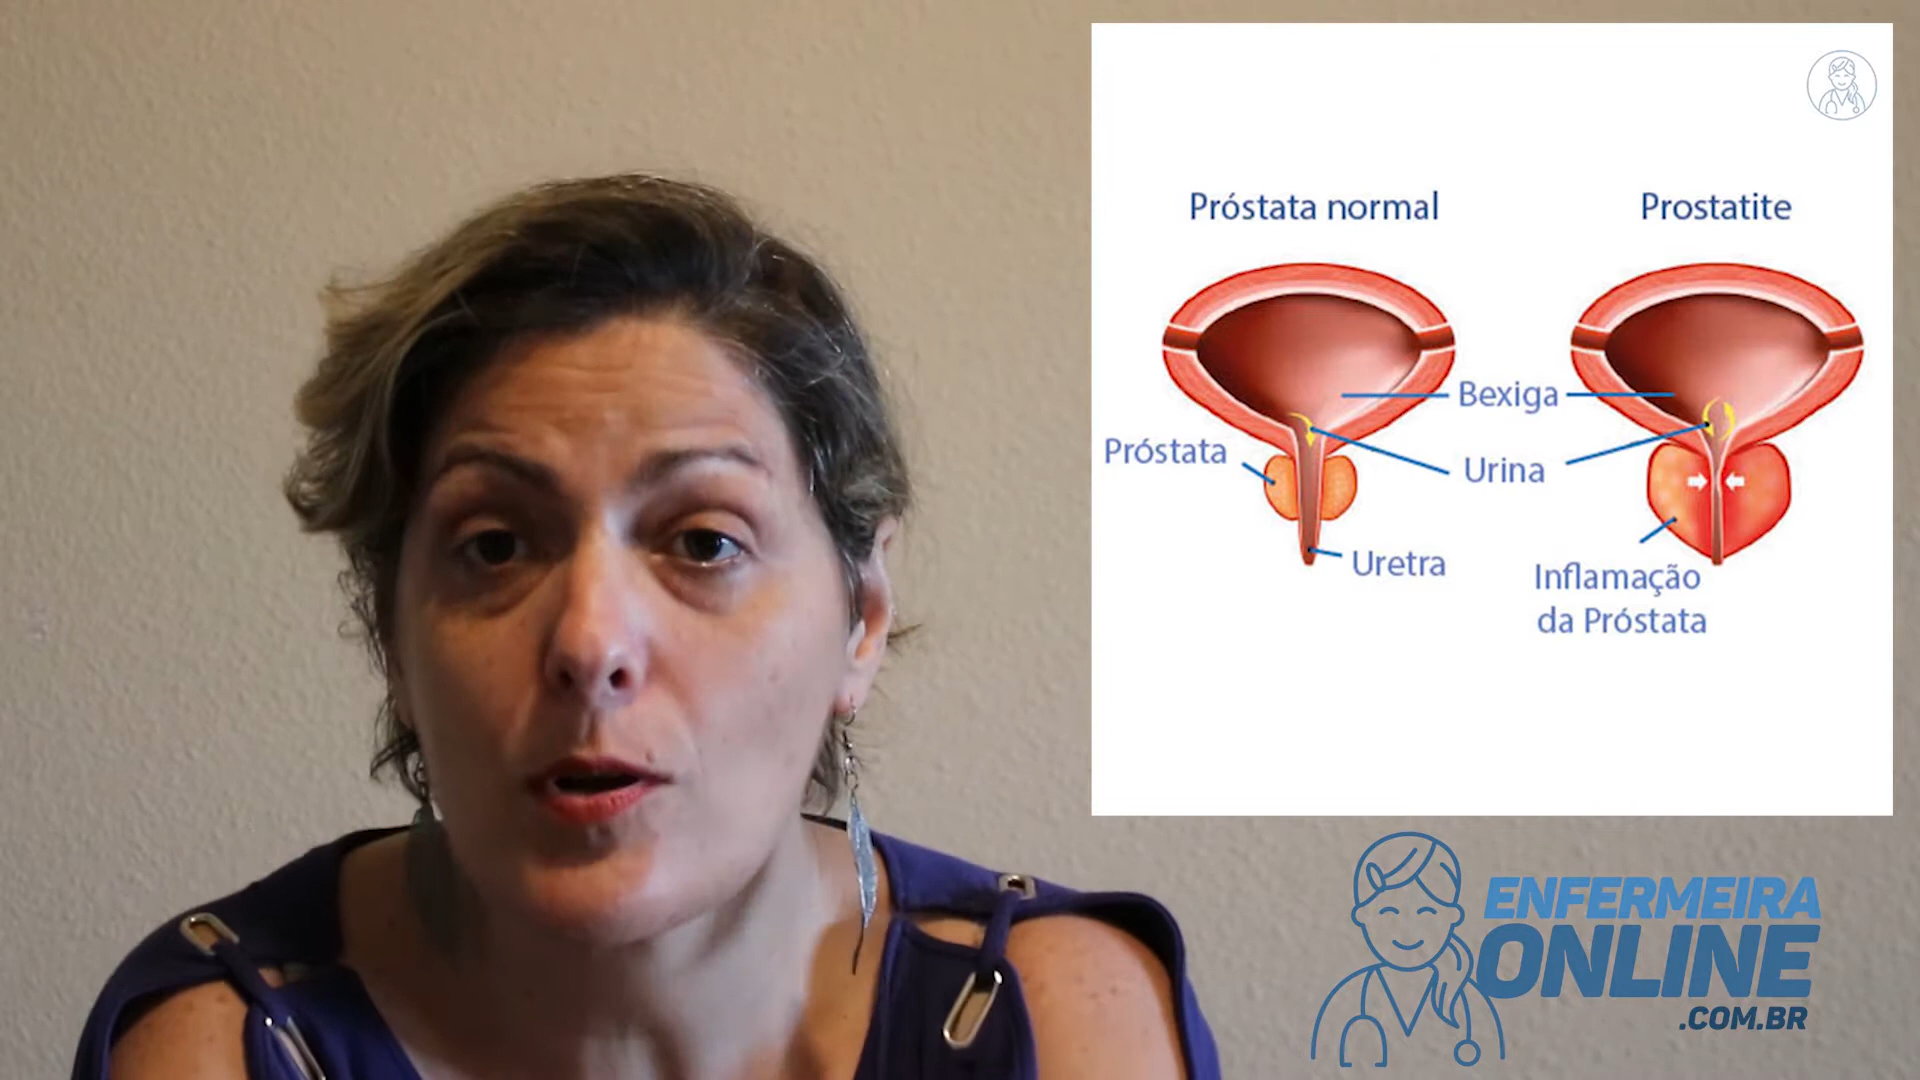 Próstata normal
Prostatite
Bexiga
Próstata
Urina
Uretra
Inflamação
da Próstata
ENFERMEIRA
ONLINE
.COM.BR